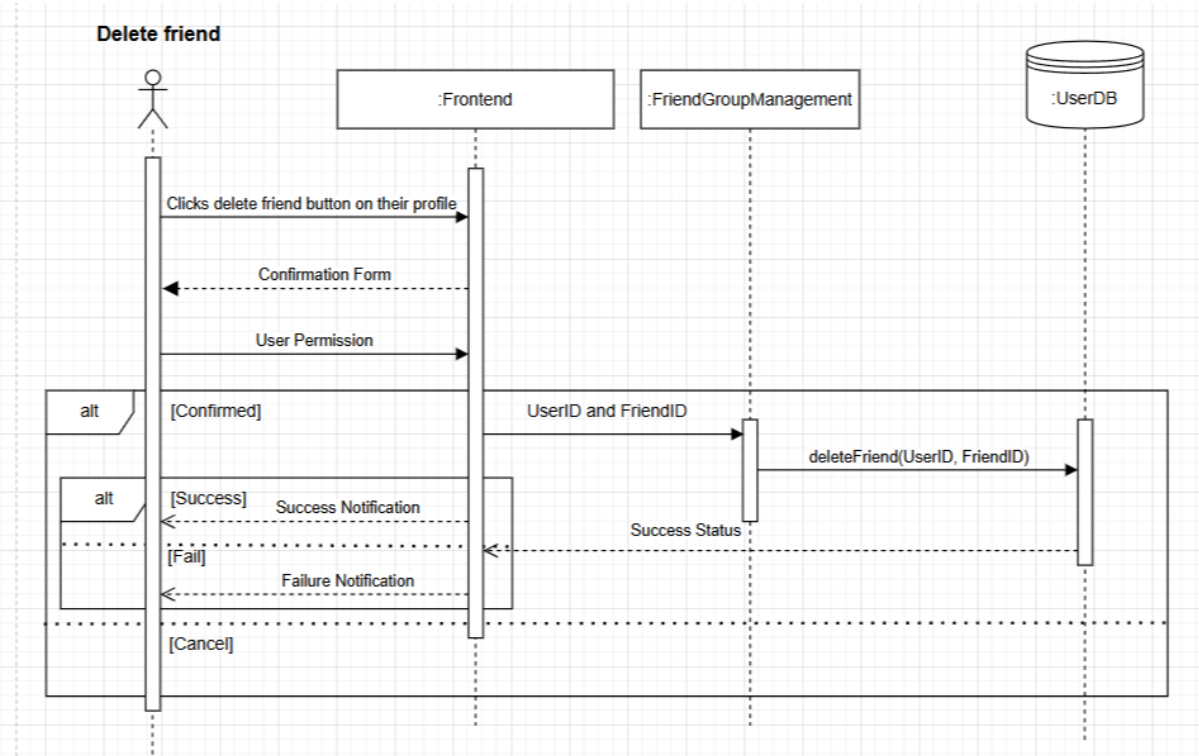 Delete friend
:Frontend
:FriendGroupManagement
:UserDB
Clicks delete friend button on their profile
Confirmation Form
User Permission
alt
[Confirmed]
UserID and FriendID
deleteFriend(UserID, FriendID)
alt
[Success]
Success Notification
Success Status
[Fail]
Failure Notification
[Cancel]